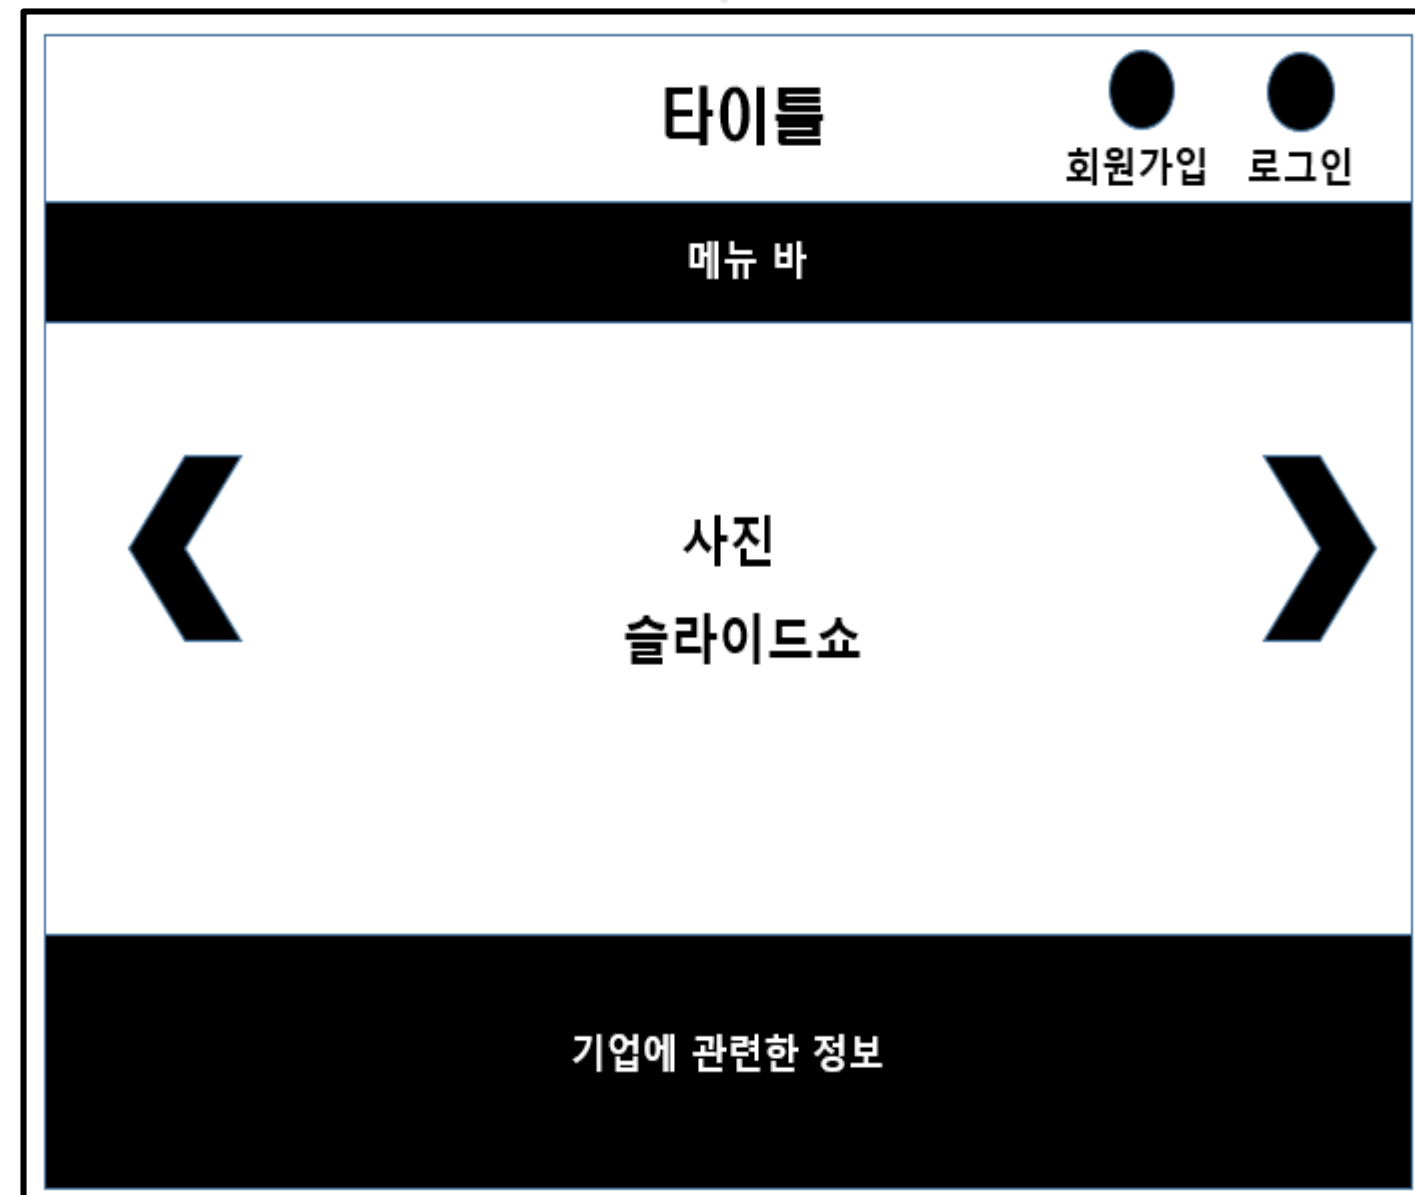 타이틀
회원가입 로그인
메뉴 바
사진
슬라이드쇼
기업에 관련한 정보